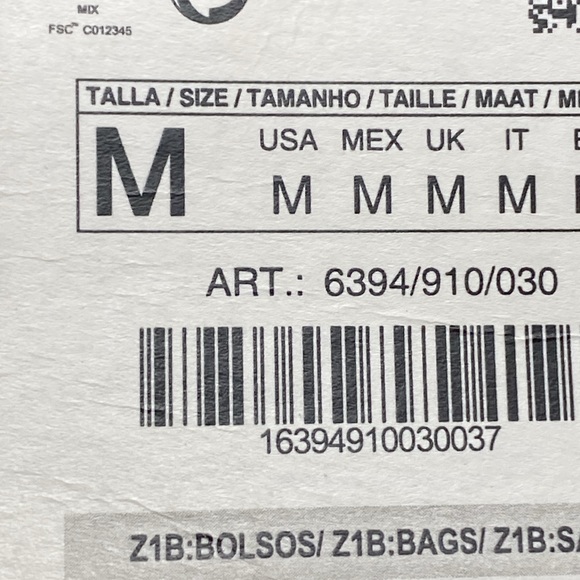 MIX
FSC™ C012345
TALLA / SIZE / TAMANHO / TAILLE / MAAT /
M
USA MEX UK IT
M M M M
ART.: 6394/910/030
16394910030037
Z1B:BOLSOS/ Z1B:BAGS/